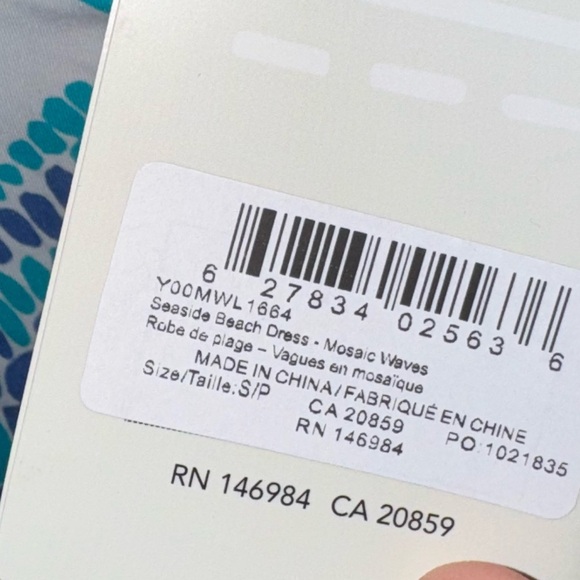 6 27834 02563 6
Y00MWL1664
Seaside Beach Dress - Mosaic Waves
Robe de plage – Vagues en mosaïque
MADE IN CHINA/FABRIQUÉ EN CHINE
Size/Taille:S/P
CA 20859 PO:1021835
RN 146984
RN 146984 CA 20859